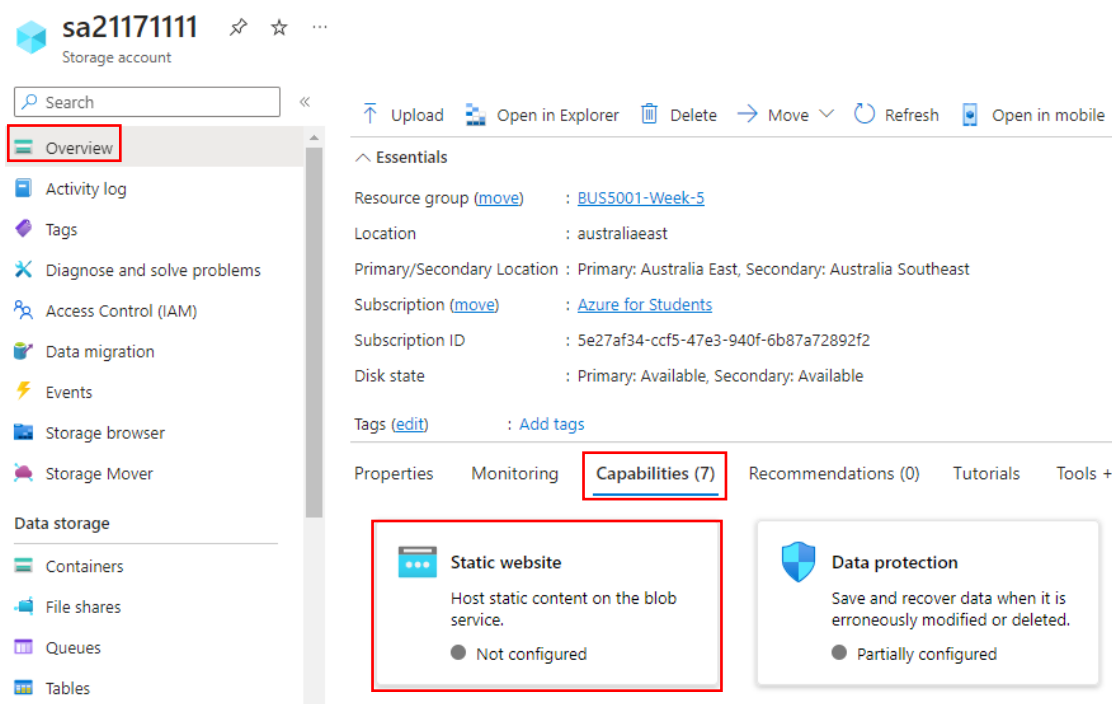 sa21171111
Storage account
Search
Overview
Activity log
Tags
Diagnose and solve problems
Access Control (IAM)
Data migration
Events
Storage browser
Storage Mover
Data storage
Containers
File shares
Queues
Tables
Upload Open in Explorer Delete Move Refresh Open in mobile
Essentials
Resource group (move) : BUS5001-Week-5
Location : australiaeast
Primary/Secondary Location : Primary: Australia East, Secondary: Australia Southeast
Subscription (move) : Azure for Students
Subscription ID : 5e27af34-ccf5-47e3-940f-6b87a72892f2
Disk state : Primary: Available, Secondary: Available
Tags (edit) : Add tags
Properties Monitoring Capabilities (7) Recommendations (0) Tutorials Tools +
Static website
Host static content on the blob
service.
Not configured
Data protection
Save and recover data when it is
erroneously modified or deleted.
Partially configured